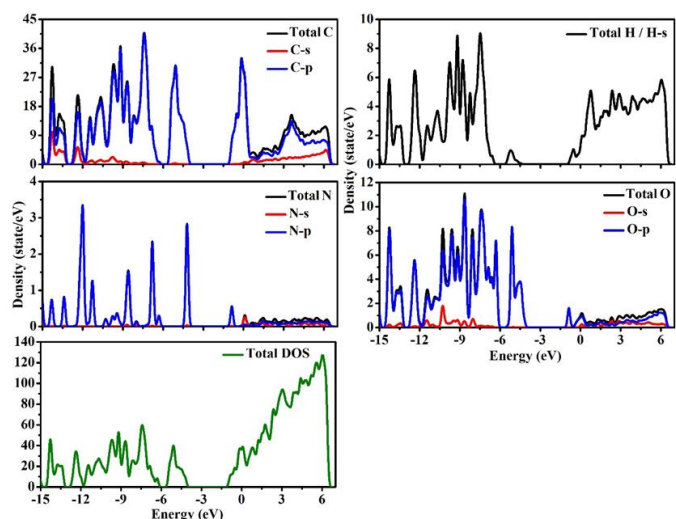 45
36
27
18
9
0
Total C
C-s
C-p
10
8
6
4
2
0
Total H / H-s
4
3
2
1
0
Total N
N-s
N-p
Density (state/eV)
12
10
8
6
4
2
0
Total O
O-s
O-p
Density (state/eV)
-15 -12 -9 -6 -3 0 3 6
Energy (eV)
140
120
100
80
60
40
20
0
Total DOS
-15 -12 -9 -6 -3 0 3 6
Energy (eV)